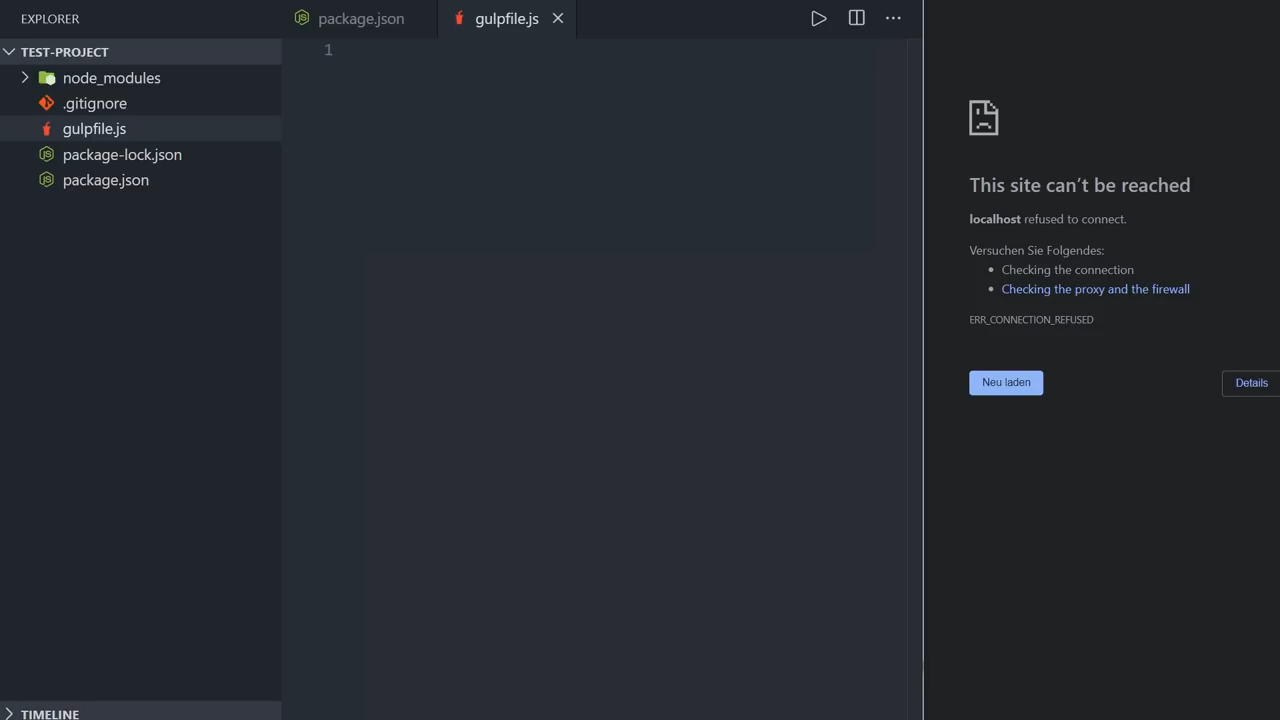 EXPLORER
TEST-PROJECT
node_modules
.gitignore
gulpfile.js
package-lock.json
package.json
TIMELINE
package.json
gulpfile.js
1
This site can’t be reached
localhost refused to connect.
Versuchen Sie Folgendes:
Checking the connection
Checking the proxy and the firewall
ERR_CONNECTION_REFUSED
Neu laden
Details